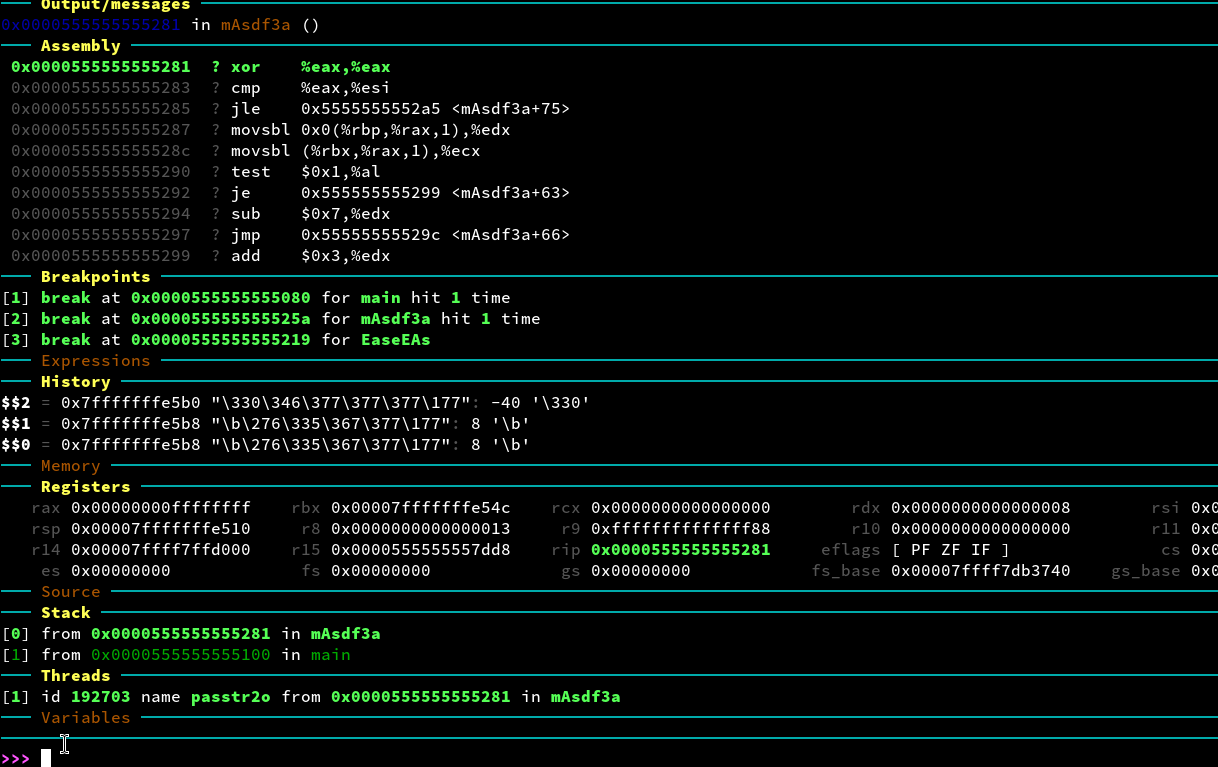 Output/messages
0x0000555555555281 in mAsdf3a ()
Assembly
0x0000555555555281 ? xor %eax,%eax
0x0000555555555283 ? cmp %eax,%esi
0x0000555555555285 ? jle 0x5555555552a5 <mAsdf3a+75>
0x0000555555555287 ? movsbl 0x0(%rbp,%rax,1),%edx
0x000055555555528c ? movsbl (%rbx,%rax,1),%ecx
0x0000555555555290 ? test $0x1,%al
0x0000555555555292 ? je 0x555555555299 <mAsdf3a+63>
0x0000555555555294 ? sub $0x7,%edx
0x0000555555555297 ? jmp 0x55555555529c <mAsdf3a+66>
0x0000555555555299 ? add $0x3,%edx
Breakpoints
[1] break at 0x0000555555555080 for main hit 1 time
[2] break at 0x000055555555525a for mAsdf3a hit 1 time
[3] break at 0x0000555555555219 for EaseEAs
Expressions
History
$$2 = 0x7fffffffe5b0 "\330\346\377\377\377\177": -40 '\330'
$$1 = 0x7fffffffe5b8 "\b\276\335\367\377\177": 8 '\b'
$$0 = 0x7fffffffe5b8 "\b\276\335\367\377\177": 8 '\b'
Memory
Registers
rax 0x00000000ffffffff rbx 0x00007fffffffe54c rcx 0x0000000000000000 rdx 0x0000000000000008 rsi 0x0
rsp 0x00007fffffffe510 r8 0x0000000000000013 r9 0xffffffffffffff88 r10 0x0000000000000000 r11 0x0
r14 0x00007ffff7ffd000 r15 0x0000555555557dd8 rip 0x0000555555555281 eflags [ PF ZF IF ] cs 0x0
es 0x00000000 fs 0x00000000 gs 0x00000000 fs_base 0x00007ffff7db3740 gs_base 0x0
Source
Stack
[0] from 0x0000555555555281 in mAsdf3a
[1] from 0x0000555555555100 in main
Threads
[1] id 192703 name passtr2o from 0x0000555555555281 in mAsdf3a
Variables
>>>